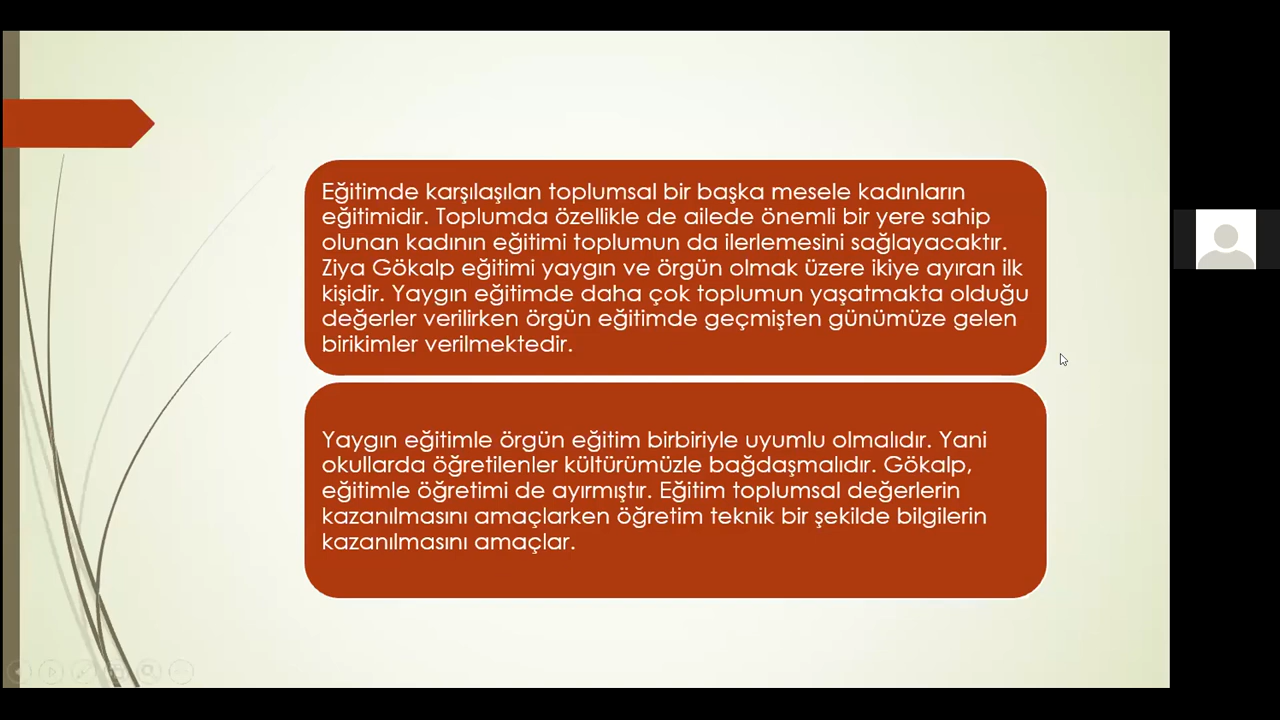 Eğitimde karşılaşılan toplumsal bir başka mesele kadınların
eğitimidir. Toplumda özellikle de ailede önemli bir yere sahip
olunan kadının eğitimi toplumun da ilerlemesini sağlayacaktır.
Ziya Gökalp eğitimi yaygın ve örgün olmak üzere ikiye ayıran ilk
kişidir. Yaygın eğitimde daha çok toplumun yaşatmakta olduğu
değerler verilirken örgün eğitimde geçmişten günümüze gelen
birikimler verilmektedir.
Yaygın eğitimle örgün eğitim birbiriyle uyumlu olmalıdır. Yani
okullarda öğretilenler kültürümüzle bağdaşmalıdır. Gökalp,
eğitimle öğretimi de ayırmıştır. Eğitim toplumsal değerlerin
kazanılmasını amaçlarken öğretim teknik bir şekilde bilgilerin
kazanılmasını amaçlar.